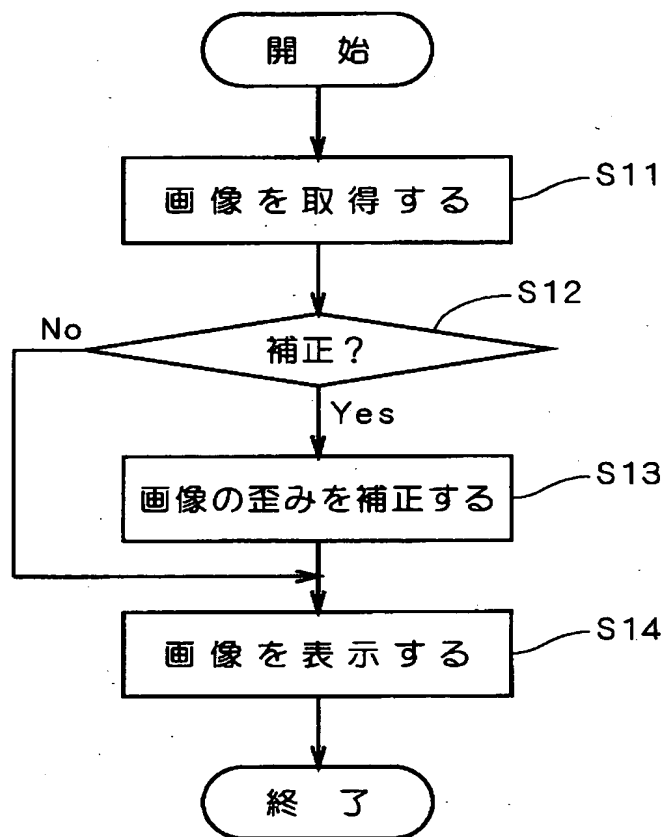 開始
画像を取得する
S11
S12
No
補正？
Yes
画像の歪みを補正する
S13
画像を表示する
S14
終了